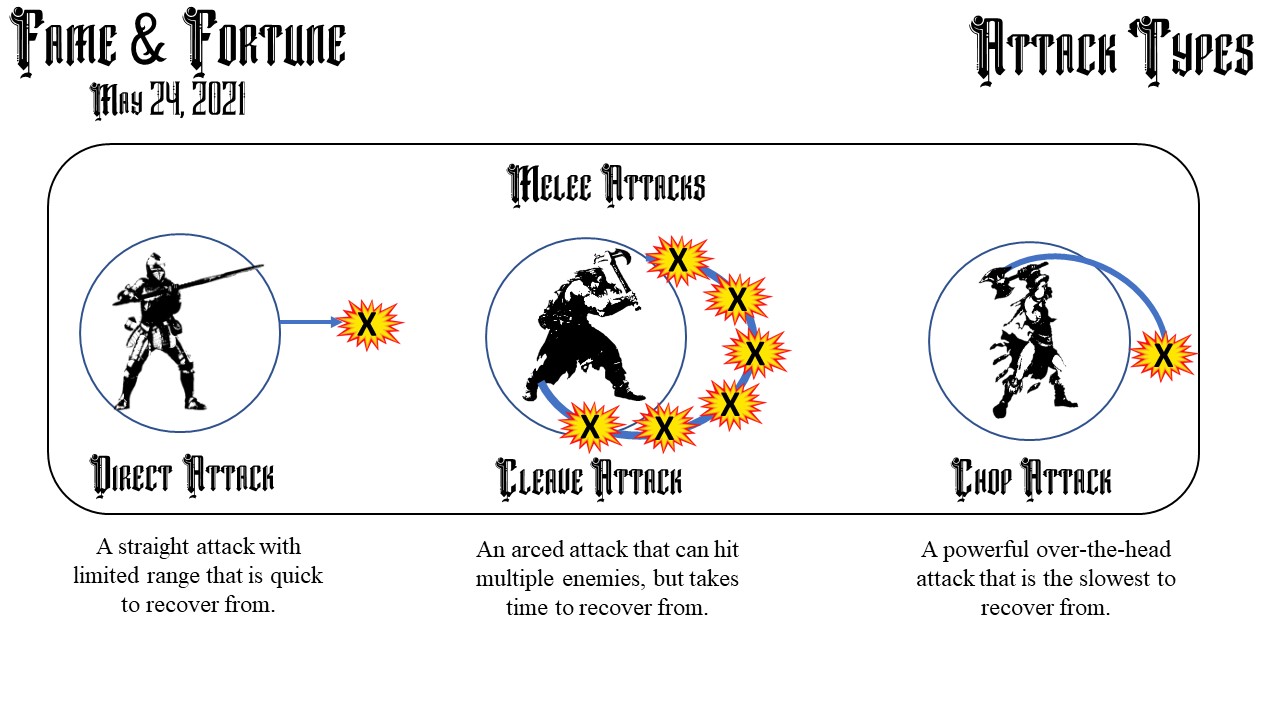 Fame & Fortune
May 24, 2021
Attack Types
Melee Attacks
X
X
X
X
X
X
X
X
Direct Attack
Cleave Attack
Chop Attack
A straight attack with
limited range that is quick
to recover from.
An arced attack that can hit
multiple enemies, but takes
time to recover from.
A powerful over-the-head
attack that is the slowest to
recover from.